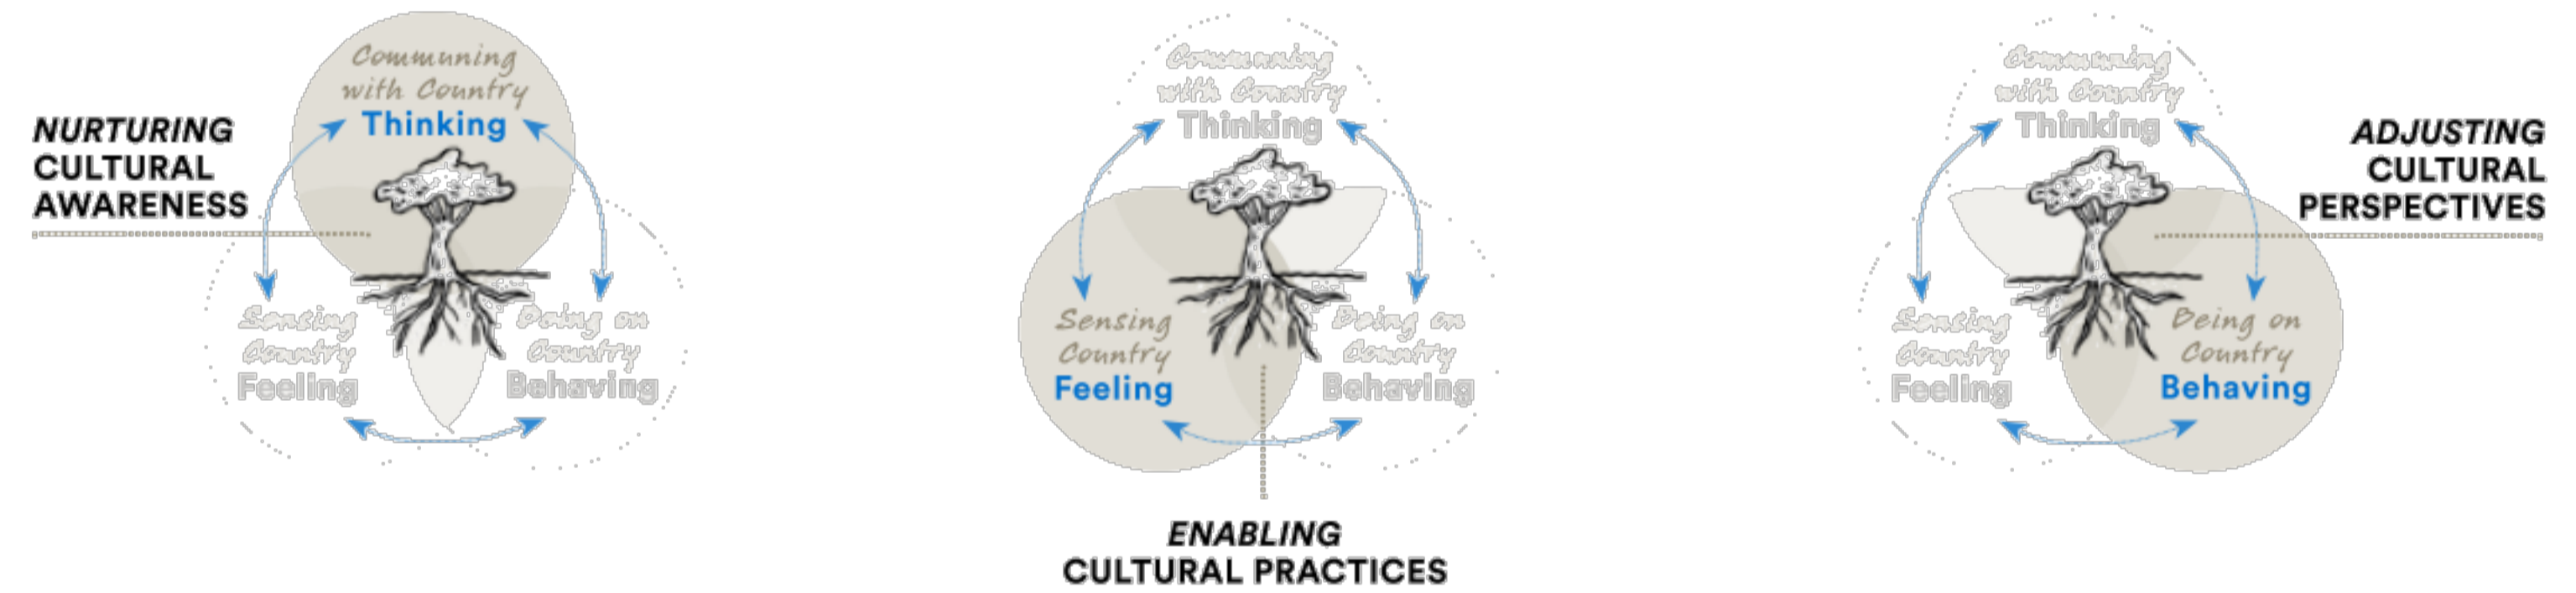 NURTURING
CULTURAL
AWARENESS
Communing
with Country
Thinking
Sensing
Country
Feeling
Being on
Country
Behaving
Communing
with Country
Thinking
Sensing
Country
Feeling
Being on
Country
Behaving
ENABLING
CULTURAL PRACTICES
Communing
with Country
Thinking
Sensing
Country
Feeling
Being on
Country
Behaving
ADJUSTING
CULTURAL
PERSPECTIVES